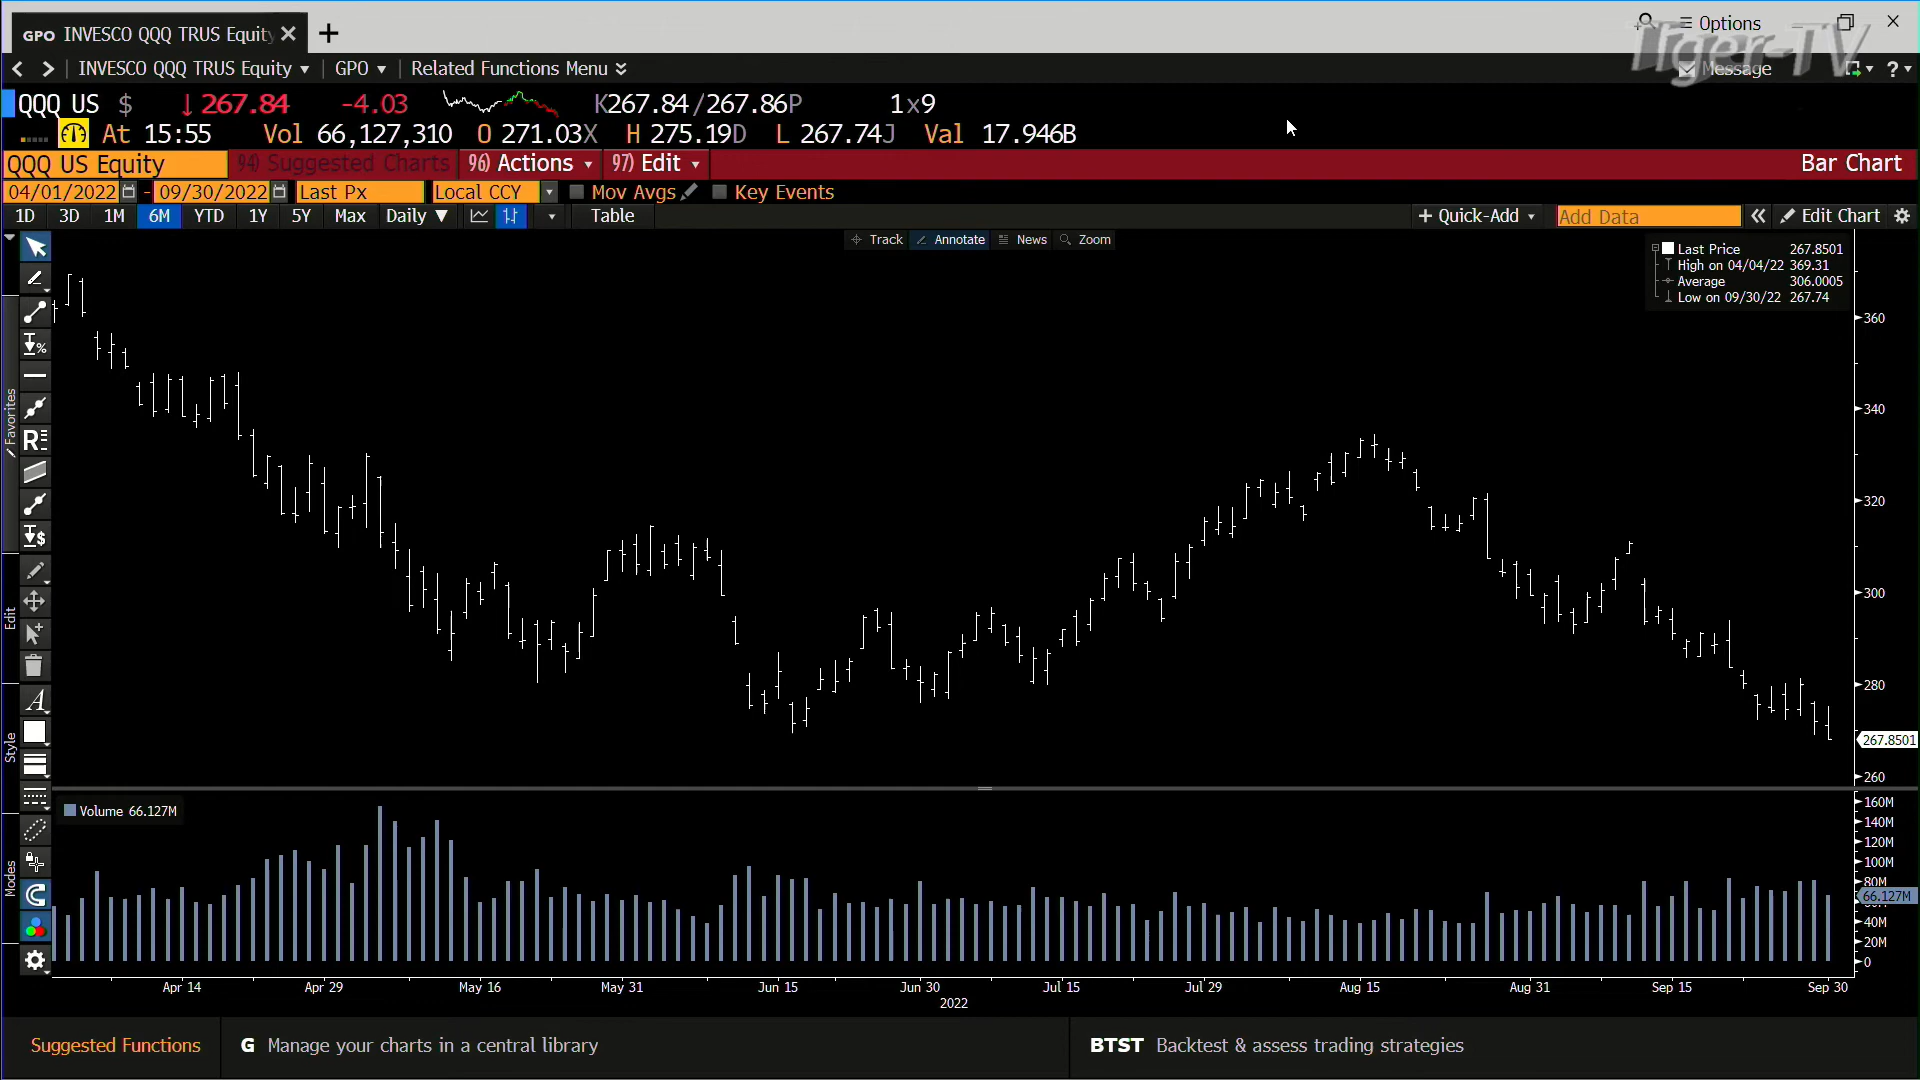 GPO INVESCO QQQ TRUS Equity
Options
Tiger-TV
INVESCO QQQ TRUS Equity GPO Related Functions Menu
Message
?
QQQ US $ ↓267.84 -4.03 K267.84/267.86P 1x9
At 15:55 Vol 66,127,310 O 271.03X H 275.19D L 267.74J Val 17.946B
QQQ US Equity 94) Suggested Charts 96) Actions 97) Edit Bar Chart
04/01/2022 - 09/30/2022 Last Px Local CCY Mov Avgs Key Events
1D 3D 1M 6M YTD 1Y 5Y Max Daily ▼ Table + Quick-Add Add Data « Edit Chart
Track Annotate News Zoom
Last Price 267.8501
High on 04/04/22 369.31
Average 306.0005
Low on 09/30/22 267.74
Favorites
Edit
Style
Modes
%
R
$
A
360
340
320
300
280
267.8501
260
Volume 66.127M
160M
140M
120M
100M
80M
66.127M
40M
20M
0
Apr 14 Apr 29 May 16 May 31 Jun 15 Jun 30 Jul 15 Jul 29 Aug 15 Aug 31 Sep 15 Sep 30
2022
Suggested Functions G Manage your charts in a central library BTST Backtest & assess trading strategies